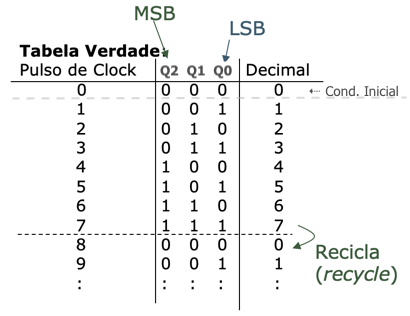 MSB
LSB
Tabela Verdade
Pulso de Clock Q2 Q1 Q0 Decimal
0 0 0 0 0 Cond. Inicial
1 0 0 1 1
2 0 1 0 2
3 0 1 1 3
4 1 0 0 4
5 1 0 1 5
6 1 1 0 6
7 1 1 1 7
8 0 0 0 0
9 0 0 1 1
: : : : :
Recicla
(recycle)